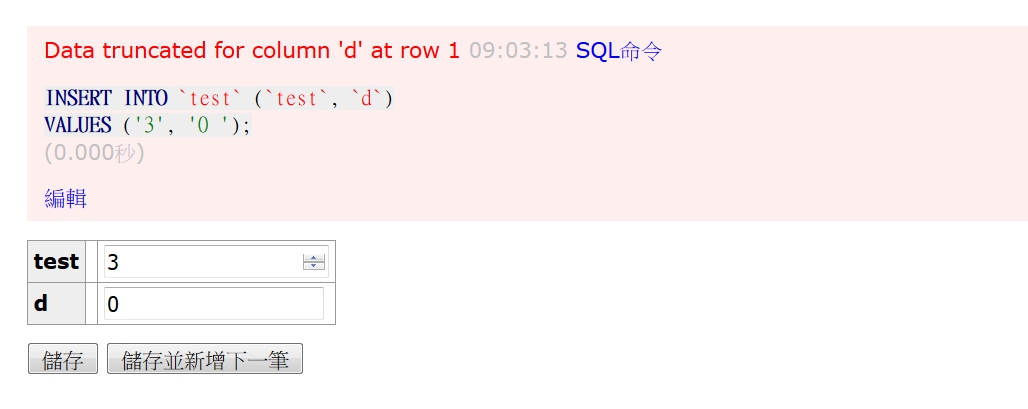 Data truncated for column 'd' at row 1 09:03:13 SQL命令
INSERT INTO `test` (`test`, `d`)
VALUES ('3', '0 ');
(0.000秒)
編輯
test 3
d 0
儲存 儲存並新增下一筆